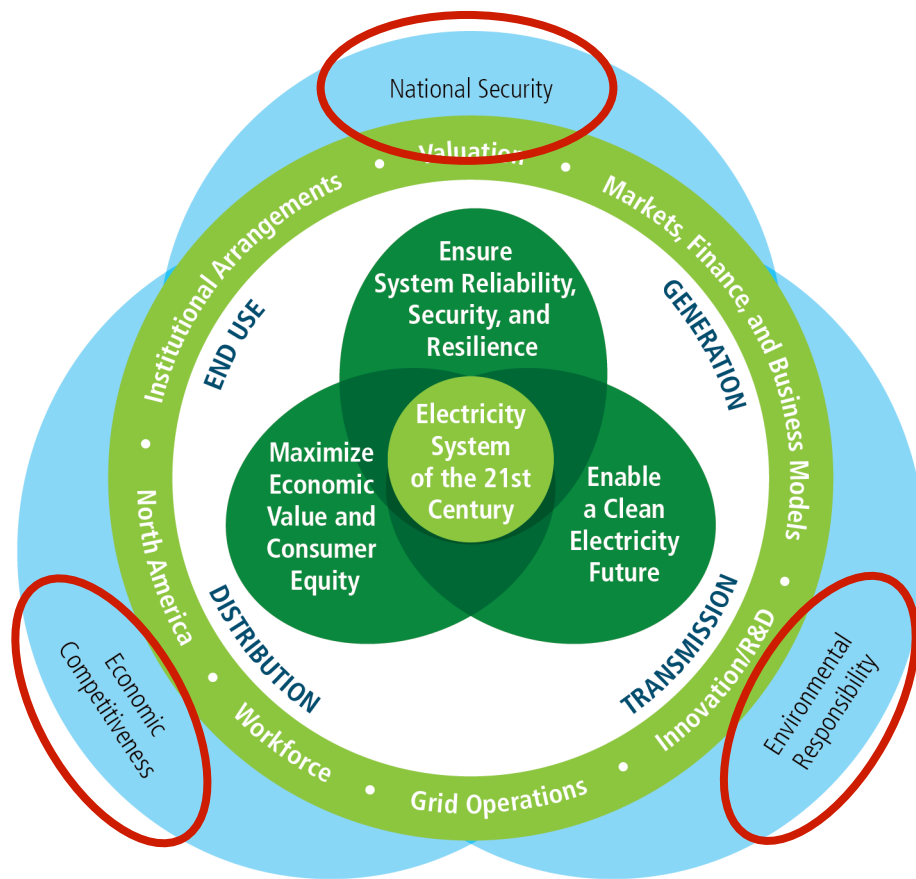 National Security
Valuation
•
Markets, Finance, and Business Models
•
Innovation/R&D
•
Grid Operations
•
Workforce
•
North America
•
Institutional Arrangements
•
END USE
GENERATION
TRANSMISSION
DISTRIBUTION
Ensure
System Reliability,
Security, and
Resilience
Electricity
System
of the 21st
Century
Maximize
Economic
Value and
Consumer
Equity
Enable
a Clean
Electricity
Future
Economic
Competitiveness
Environmental
Responsibility